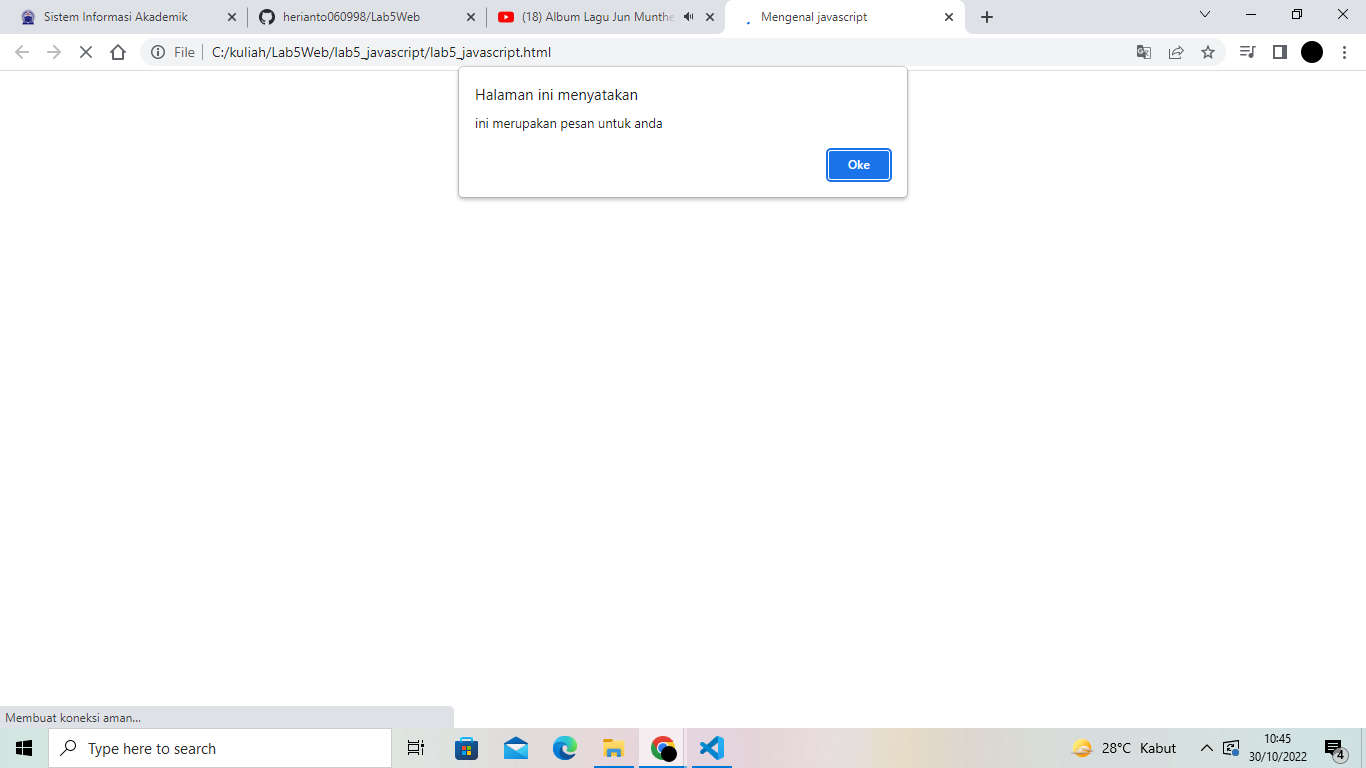 Sistem Informasi Akademik
herianto060998/Lab5Web
(18) Album Lagu Jun Munthe
Mengenal javascript
File
C:/kuliah/Lab5Web/lab5_javascript/lab5_javascript.html
Halaman ini menyatakan
ini merupakan pesan untuk anda
Oke
Membuat koneksi aman...
Type here to search
28°C Kabut
10:45
30/10/2022
4